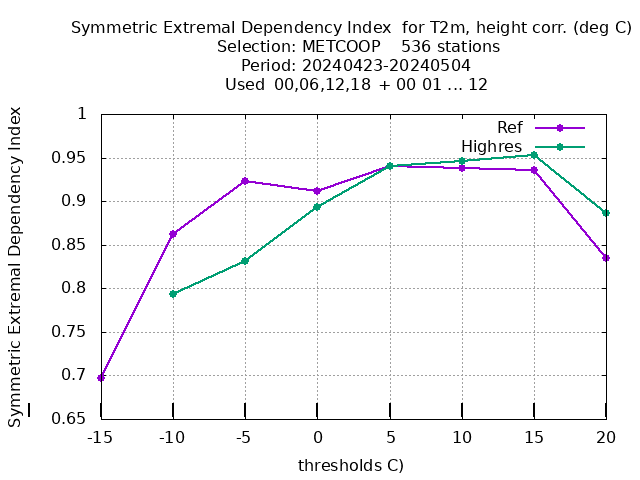 Symmetric Extremal Dependency Index  for T2m, height corr. (deg C)
Selection: METCOOP    536 stations
Period: 20240423-20240504
Used  00,06,12,18  + 00 01 ... 12
Symmetric Extremal Dependency Index
Ref
Highres
1
0.95
0.9
0.85
0.8
0.75
0.7
0.65
-15 -10 -5 0 5 10 15 20
thresholds C)